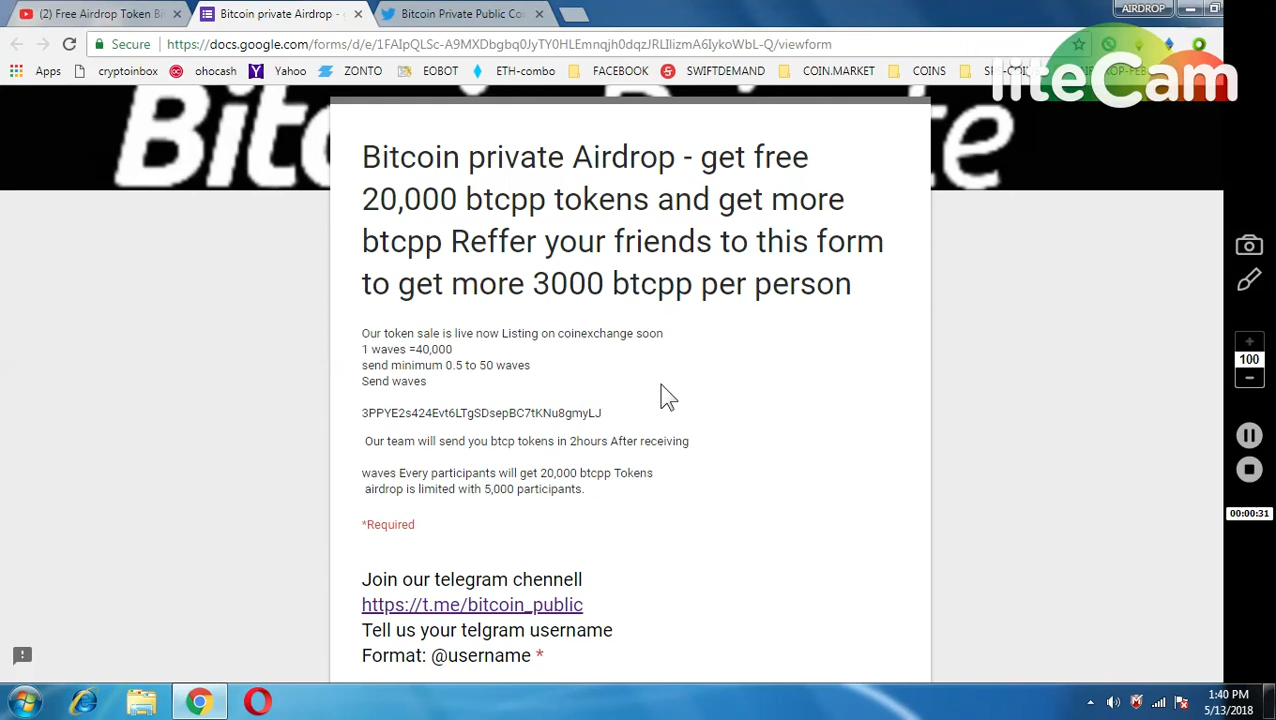 (2) Free Airdrop Token Bit
Bitcoin private Airdrop - g
Bitcoin Private Public Co
AIRDROP
Secure
https://docs.google.com/forms/d/e/1FAIpQLSc-A9MXDbgbq0JyTY0HLEmnqjh0dqzJRLIlizmA6IykoWbL-Q/viewform
Apps
cryptoinbox
ohocash
Yahoo
ETH-combo
FACEBOOK
SWIFTDEMAND
COIN.MARKET
COINS
liteCam
Bitcoin private Airdrop - get free
20,000 btcpp tokens and get more
btcpp Reffer your friends to this form
to get more 3000 btcpp per person
Our token sale is live now Listing on coinexchange soon
1 waves =40,000
send minimum 0.5 to 50 waves
Send waves
3PPYE2s424Evt6LTgSDsepBC7tKNu8gmyLJ
Our team will send you btcp tokens in 2hours After receiving
waves Every participants will get 20,000 btcpp Tokens
airdrop is limited with 5,000 participants.
*Required
Join our telegram chennell
https://t.me/bitcoin_public
Tell us your telgram username
Format: @username *
100
00:00:31
1:40 PM
5/13/2018